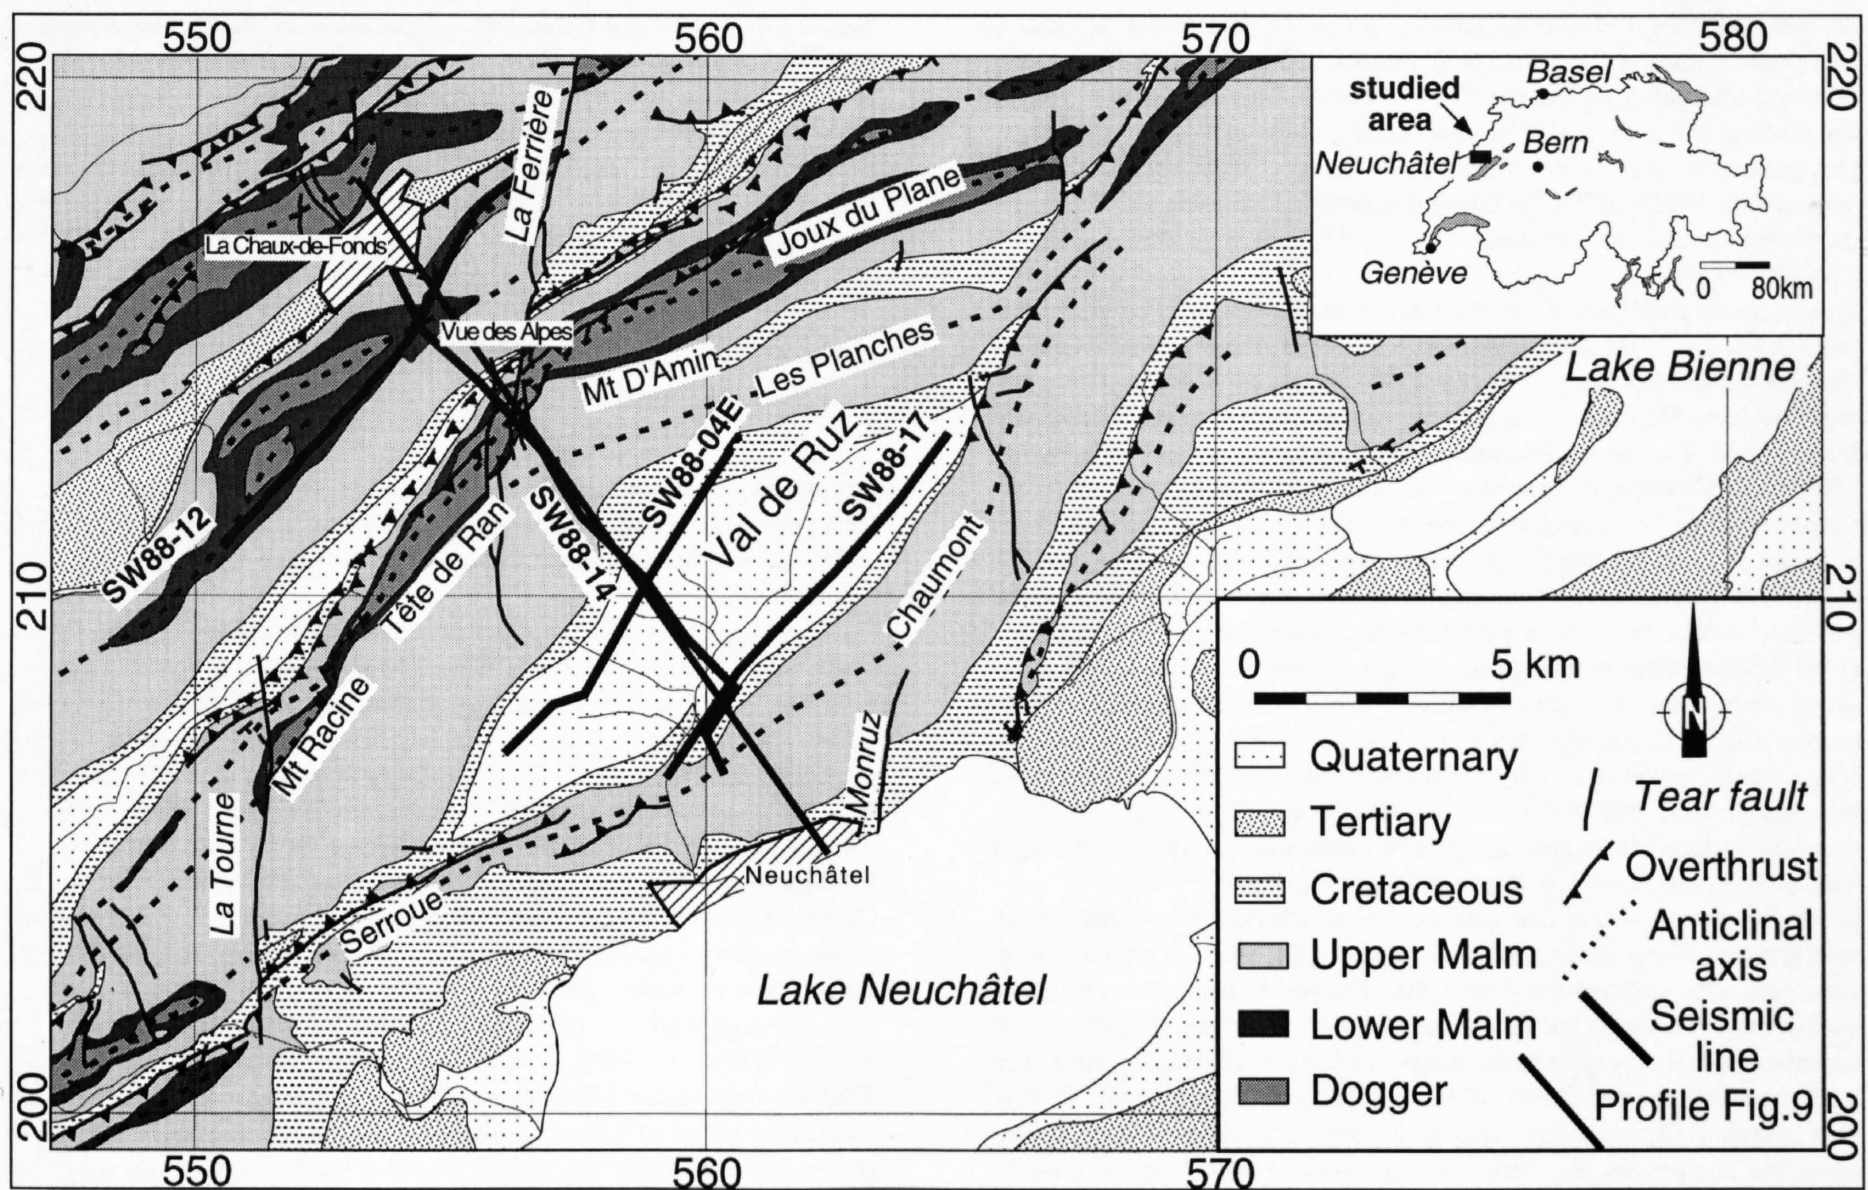 550 560 570 580
220
220
studied
area
Basel
Bern
Neuchâtel
Genève
0 80km
La Ferrière
La Chaux-de-Fonds
Joux du Plane
Vue des Alpes
Mt D'Amin
Les Planches
Lake Bienne
SW88-04E
SW88-17
Val de Ruz
SW88-12
SW88-14
Tête de Ran
Chaumont
210
210
Mt Racine
Monruz
La Tourne
Serroue
Neuchâtel
Lake Neuchâtel
0 5 km
N
Quaternary
Tertiary
Cretaceous
Upper Malm
Lower Malm
Dogger
Tear fault
Overthrust
Anticlinal
axis
Seismic
line
Profile Fig.9
200
200
550 560 570